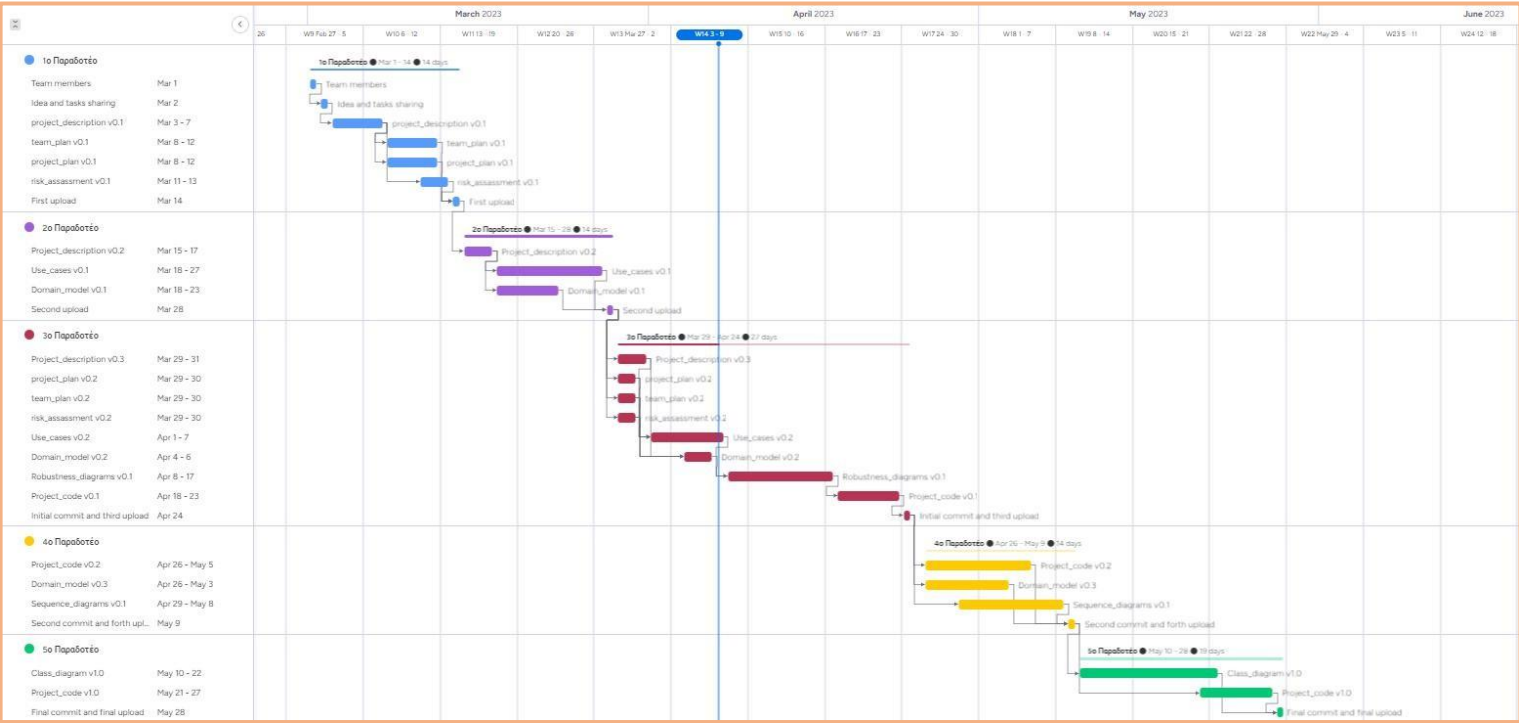 March 2023 April 2023 May 2023 June 2023
26 W9 Feb 27 - 5 W10 6 - 12 W11 13 - 19 W12 20 - 26 W13 Mar 27 - 2 W14 3 - 9 W15 10 - 16 W16 17 - 23 W17 24 - 30 W18 1 - 7 W19 8 - 14 W20 15 - 21 W21 22 - 28 W22 May 29 - 4 W23 5 - 11 W24 12 - 18
1ο Παραδοτέο 1ο Παραδοτέο ● Mar 1 - 14 ● 14 days
Team members Mar 1 Team members
Idea and tasks sharing Mar 2 Idea and tasks sharing
project_description v0.1 Mar 3 - 7 project_description v0.1
team_plan v0.1 Mar 8 - 12 team_plan v0.1
project_plan v0.1 Mar 8 - 12 project_plan v0.1
risk_assassment v0.1 Mar 11 - 13 risk_assassment v0.1
First upload Mar 14 First upload
2ο Παραδοτέο 2ο Παραδοτέο ● Mar 15 - 28 ● 14 days
Project_description v0.2 Mar 15 - 17 Project_description v0.2
Use_cases v0.1 Mar 18 - 27 Use_cases v0.1
Domain_model v0.1 Mar 18 - 23 Domain_model v0.1
Second upload Mar 28 Second upload
3ο Παραδοτέο 3ο Παραδοτέο ● Mar 29 - Apr 24 ● 27 days
Project_description v0.3 Mar 29 - 31 Project_description v0.3
project_plan v0.2 Mar 29 - 30 project_plan v0.2
team_plan v0.2 Mar 29 - 30 team_plan v0.2
risk_assassment v0.2 Mar 29 - 30 risk_assassment v0.2
Use_cases v0.2 Apr 1 - 7 Use_cases v0.2
Domain_model v0.2 Apr 4 - 6 Domain_model v0.2
Robustness_diagrams v0.1 Apr 8 - 17 Robustness_diagrams v0.1
Project_code v0.1 Apr 18 - 23 Project_code v0.1
Initial commit and third upload Apr 24 Initial commit and third upload
4ο Παραδοτέο 4ο Παραδοτέο ● Apr 26 - May 9 ● 14 days
Project_code v0.2 Apr 26 - May 5 Project_code v0.2
Domain_model v0.3 Apr 26 - May 3 Domain_model v0.3
Sequence_diagrams v0.1 Apr 29 - May 8 Sequence_diagrams v0.1
Second commit and forth upl... May 9 Second commit and forth upload
5ο Παραδοτέο 5ο Παραδοτέο ● May 10 - 28 ● 19 days
Class_diagram v1.0 May 10 - 22 Class_diagram v1.0
Project_code v1.0 May 21 - 27 Project_code v1.0
Final commit and final upload May 28 Final commit and final upload